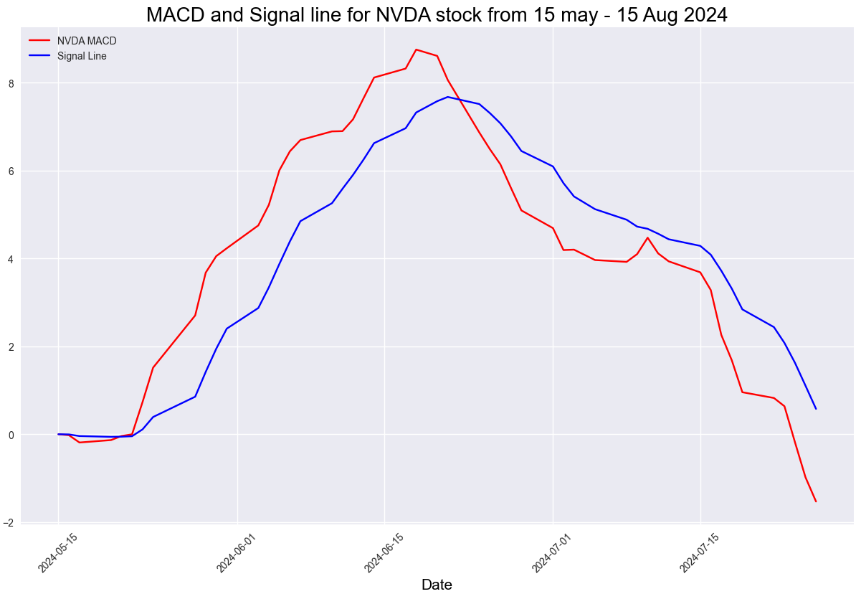 MACD and Signal line for NVDA stock from 15 may - 15 Aug 2024
NVDA MACD
Signal Line
8
6
4
2
0
−2
2024-05-15
2024-06-01
2024-06-15
2024-07-01
2024-07-15
Date